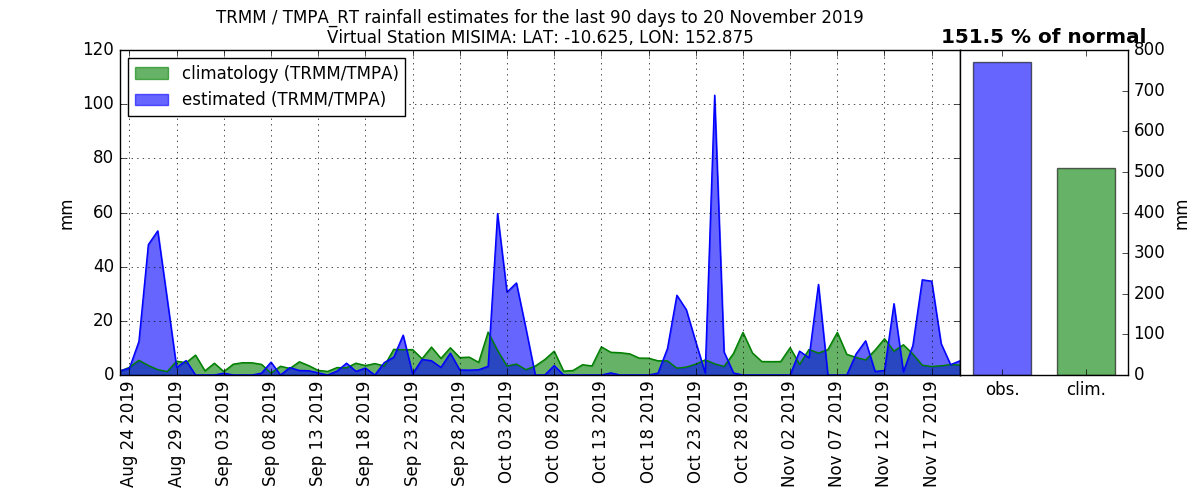 TRMM / TMPA_RT rainfall estimates for the last 90 days to 20 November 2019
Virtual Station MISIMA: LAT: -10.625, LON: 152.875
151.5 % of normal
climatology (TRMM/TMPA)
estimated (TRMM/TMPA)
mm
120
100
80
60
40
20
0
Aug 24 2019
Aug 29 2019
Sep 03 2019
Sep 08 2019
Sep 13 2019
Sep 18 2019
Sep 23 2019
Sep 28 2019
Oct 03 2019
Oct 08 2019
Oct 13 2019
Oct 18 2019
Oct 23 2019
Oct 28 2019
Nov 02 2019
Nov 07 2019
Nov 12 2019
Nov 17 2019
obs.
clim.
800
700
600
500
400
300
200
100
0
mm